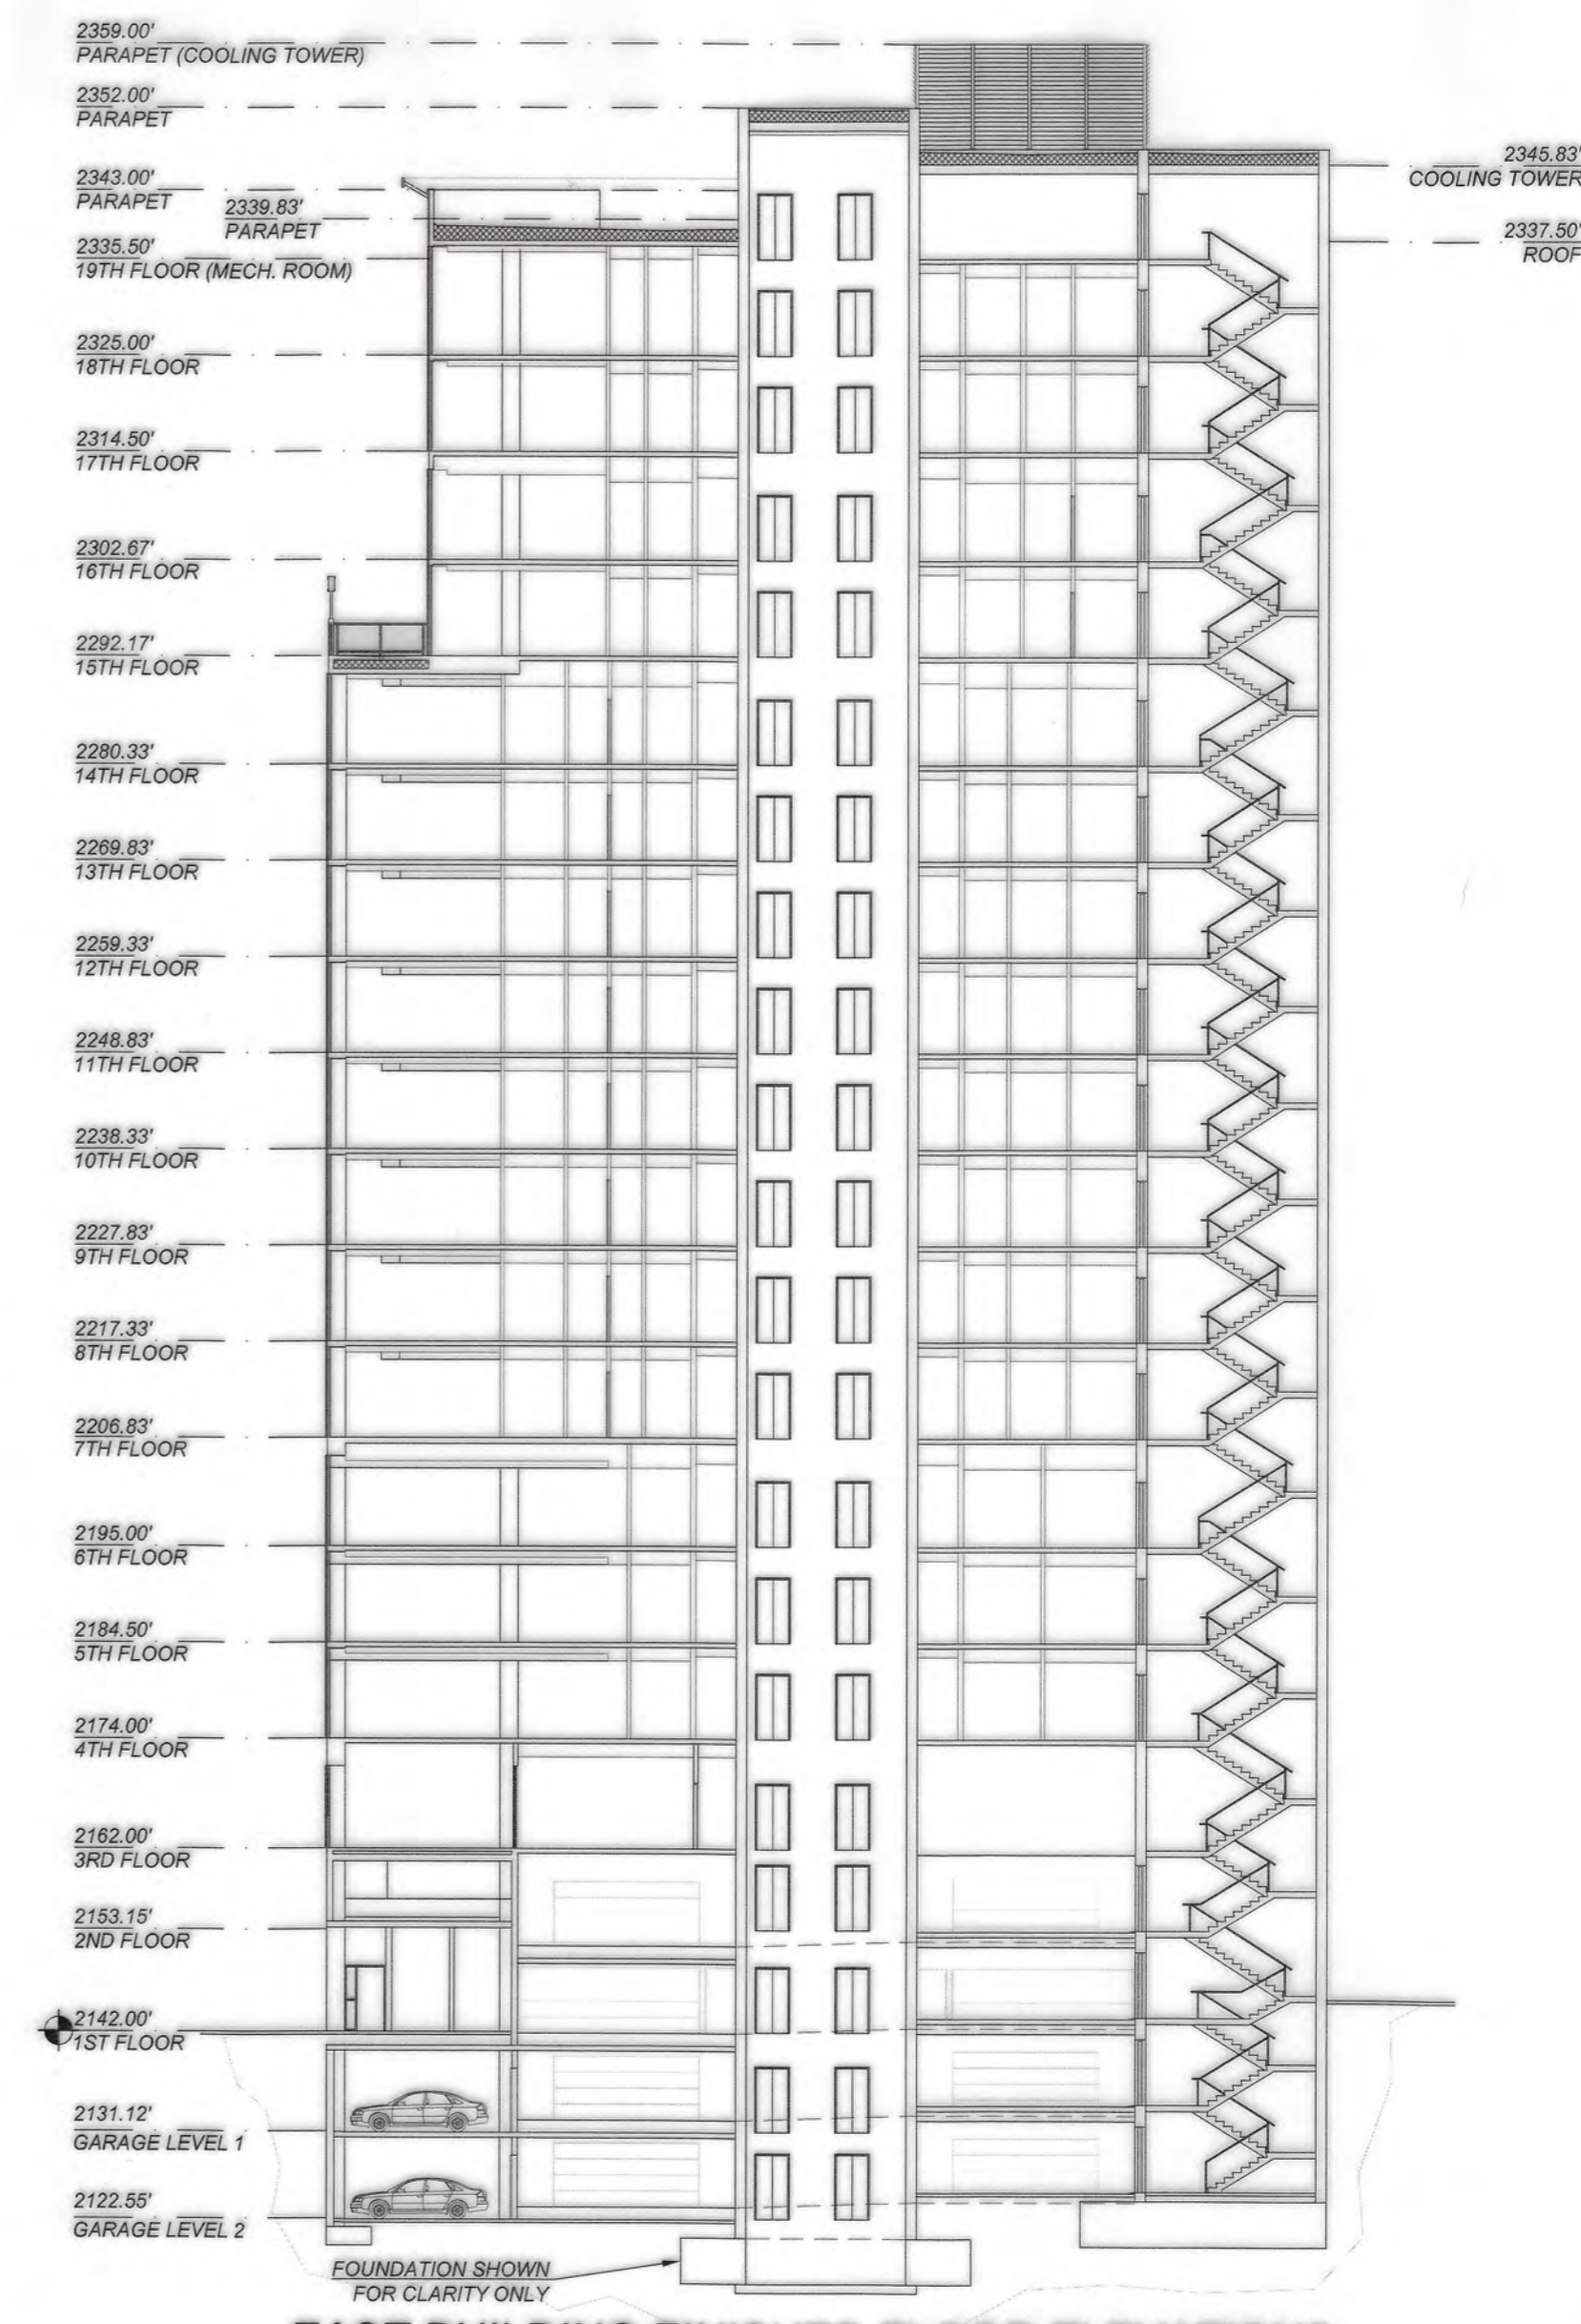 2359.00'
PARAPET (COOLING TOWER)
2352.00'
PARAPET
2345.83'
COOLING TOWER
2343.00'
PARAPET
2339.83'
PARAPET
2337.50'
ROOF
2335.50'
19TH FLOOR (MECH. ROOM)
2325.00'
18TH FLOOR
2314.50'
17TH FLOOR
2302.67'
16TH FLOOR
2292.17'
15TH FLOOR
2280.33'
14TH FLOOR
2269.83'
13TH FLOOR
2259.33'
12TH FLOOR
2248.83'
11TH FLOOR
2238.33'
10TH FLOOR
2227.83'
9TH FLOOR
2217.33'
8TH FLOOR
2206.83'
7TH FLOOR
2195.00'
6TH FLOOR
2184.50'
5TH FLOOR
2174.00'
4TH FLOOR
2162.00'
3RD FLOOR
2153.15'
2ND FLOOR
2142.00'
1ST FLOOR
2131.12'
GARAGE LEVEL 1
2122.55'
GARAGE LEVEL 2
FOUNDATION SHOWN
FOR CLARITY ONLY